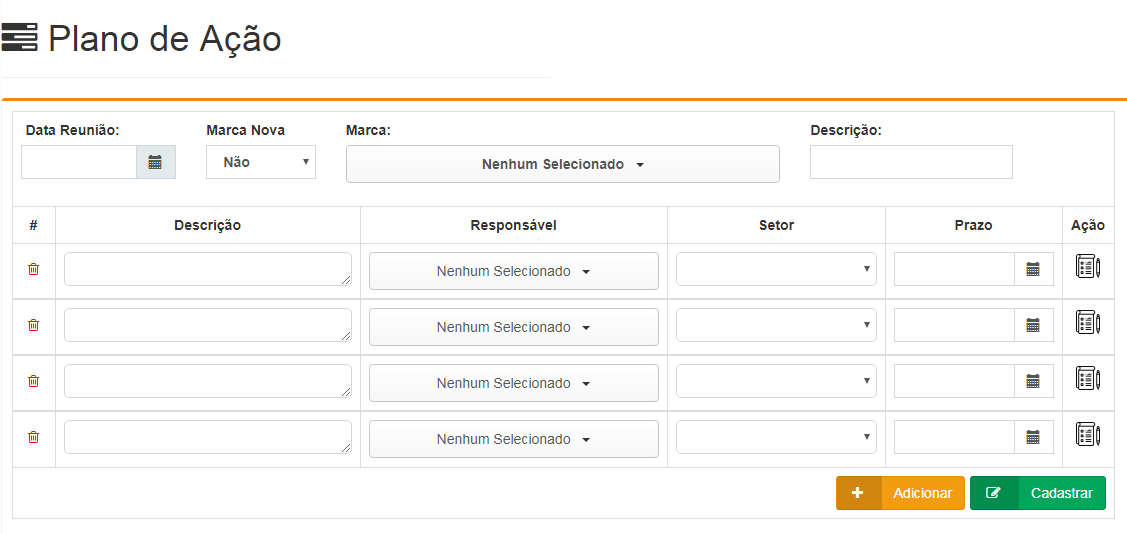 Plano de Ação
Data Reunião: Marca Nova Marca: Descrição:
Não Nenhum Selecionado
# Descrição Responsável Setor Prazo Ação
Nenhum Selecionado
Nenhum Selecionado
Nenhum Selecionado
Nenhum Selecionado
Adicionar Cadastrar